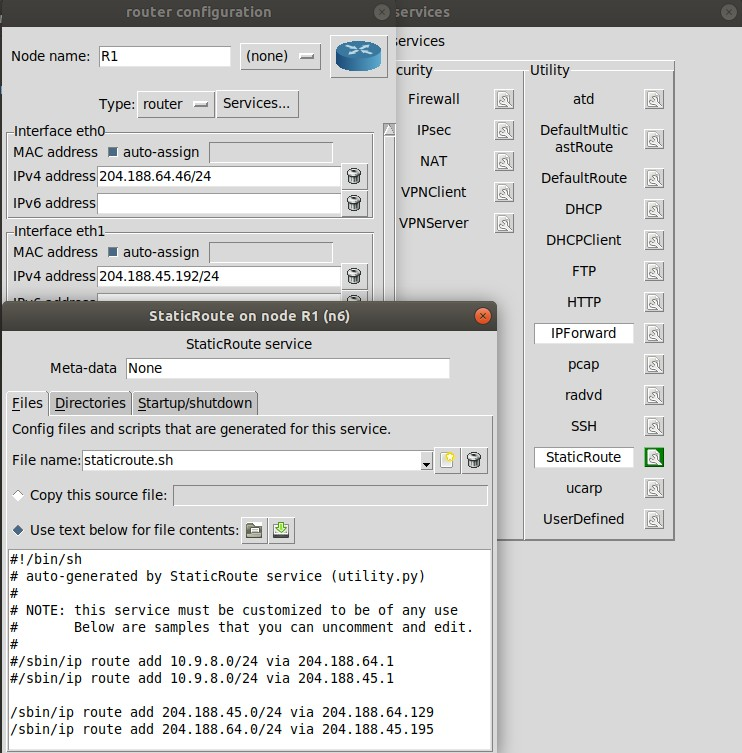 router configuration
services
Node name:
R1
(none)
Type:
router
Services...
Interface eth0
MAC address
auto-assign
IPv4 address
204.188.64.46/24
IPv6 address
Interface eth1
MAC address
auto-assign
IPv4 address
204.188.45.192/24
services
curity
Firewall
IPsec
NAT
VPNClient
VPNServer
Utility
atd
DefaultMultic
astRoute
DefaultRoute
DHCP
DHCPClient
FTP
HTTP
IPForward
pcap
radvd
SSH
StaticRoute
ucarp
UserDefined
StaticRoute on node R1 (n6)
StaticRoute service
Meta-data
None
Files
Directories
Startup/shutdown
Config files and scripts that are generated for this service.
File name:
staticroute.sh
Copy this source file:
Use text below for file contents:
#!/bin/sh
# auto-generated by StaticRoute service (utility.py)
#
# NOTE: this service must be customized to be of any use
#       Below are samples that you can uncomment and edit.
#
#/sbin/ip route add 10.9.8.0/24 via 204.188.64.1
#/sbin/ip route add 10.9.8.0/24 via 204.188.45.1
/sbin/ip route add 204.188.45.0/24 via 204.188.64.129
/sbin/ip route add 204.188.64.0/24 via 204.188.45.195